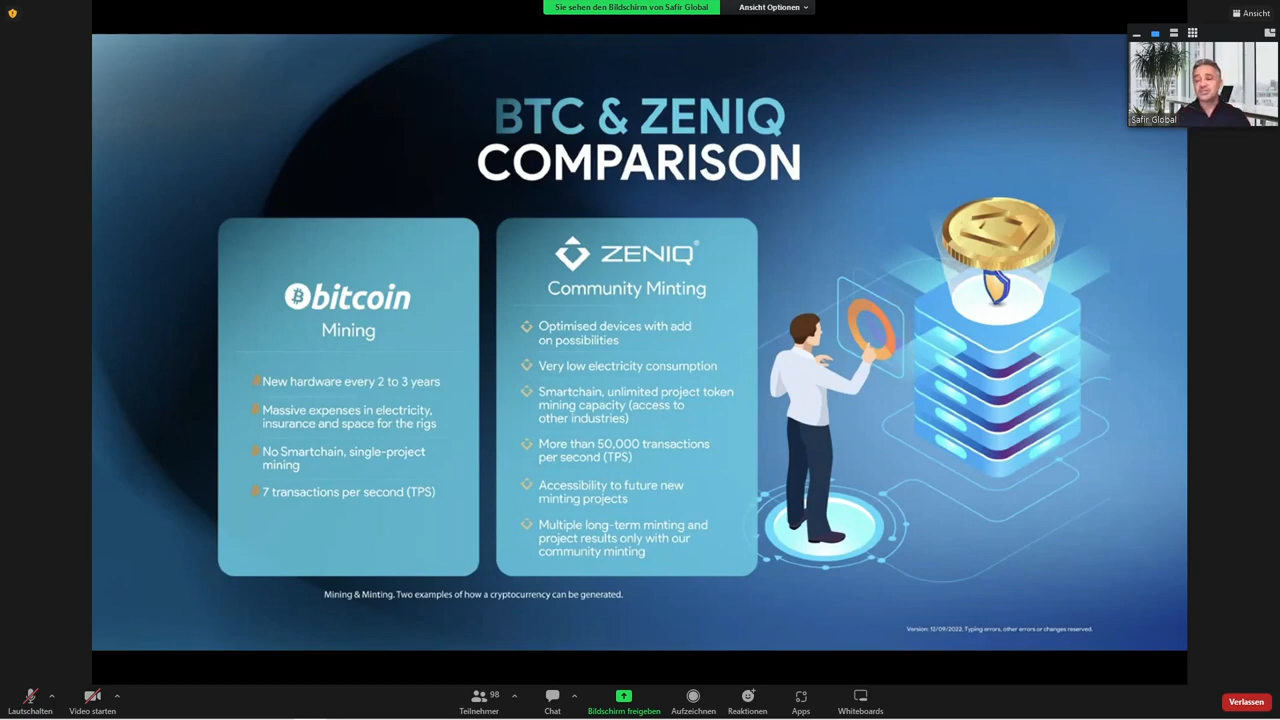 Sie sehen den Bildschirm von Safir Global
Ansicht Optionen
Ansicht
Safir Global
BTC & ZENIQ
COMPARISON
bitcoin
Mining
New hardware every 2 to 3 years
Massive expenses in electricity,
insurance and space for the rigs
No Smartchain, single-project
mining
7 transactions per second (TPS)
ZENIQ®
Community Minting
Optimised devices with add
on possibilities
Very low electricity consumption
Smartchain, unlimited project token
mining capacity (access to
other industries)
More than 50,000 transactions
per second (TPS)
Accessibility to future new
minting projects
Multiple long-term minting and
project results only with our
community minting
Mining & Minting. Two examples of how a cryptocurrency can be generated.
Version: 12/09/2022, Typing errors, other errors or changes reserved.
Lautschalten
Video starten
98
Teilnehmer
Chat
Bildschirm freigeben
Aufzeichnen
Reaktionen
Apps
Whiteboards
Verlassen